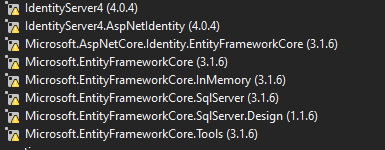 IdentityServer4 (4.0.4)
IdentityServer4.AspNetIdentity (4.0.4)
Microsoft.AspNetCore.Identity.EntityFrameworkCore (3.1.6)
Microsoft.EntityFrameworkCore (3.1.6)
Microsoft.EntityFrameworkCore.InMemory (3.1.6)
Microsoft.EntityFrameworkCore.SqlServer (3.1.6)
Microsoft.EntityFrameworkCore.SqlServer.Design (1.1.6)
Microsoft.EntityFrameworkCore.Tools (3.1.6)